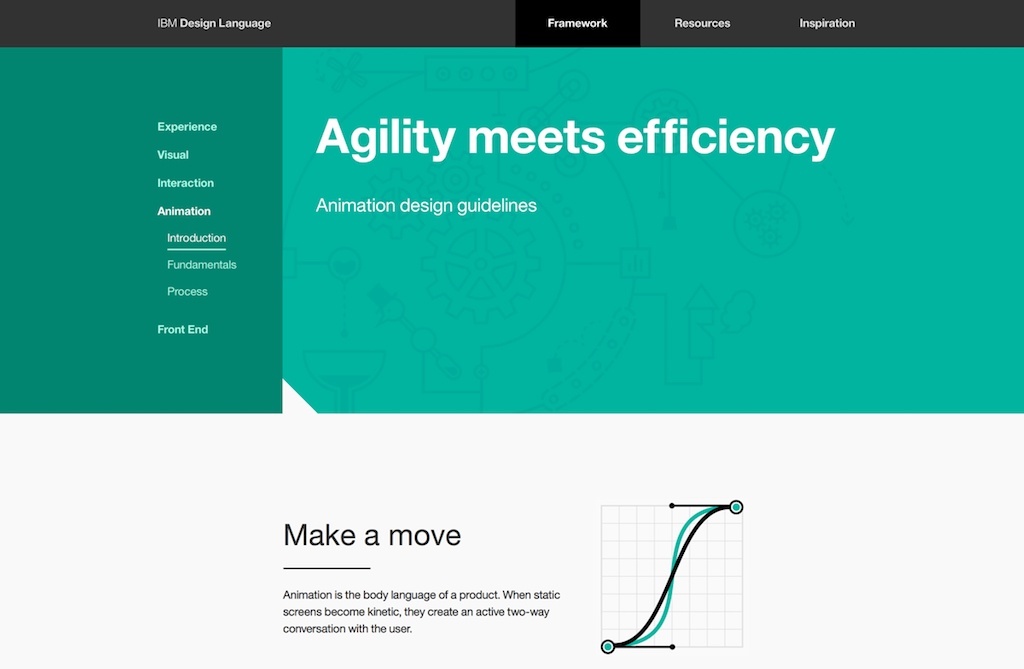 IBM Design Language
Framework
Resources
Inspiration
Experience
Visual
Interaction
Animation
Introduction
Fundamentals
Process
Front End
Agility meets efficiency
Animation design guidelines
Make a move
Animation is the body language of a product. When static
screens become kinetic, they create an active two-way
conversation with the user.